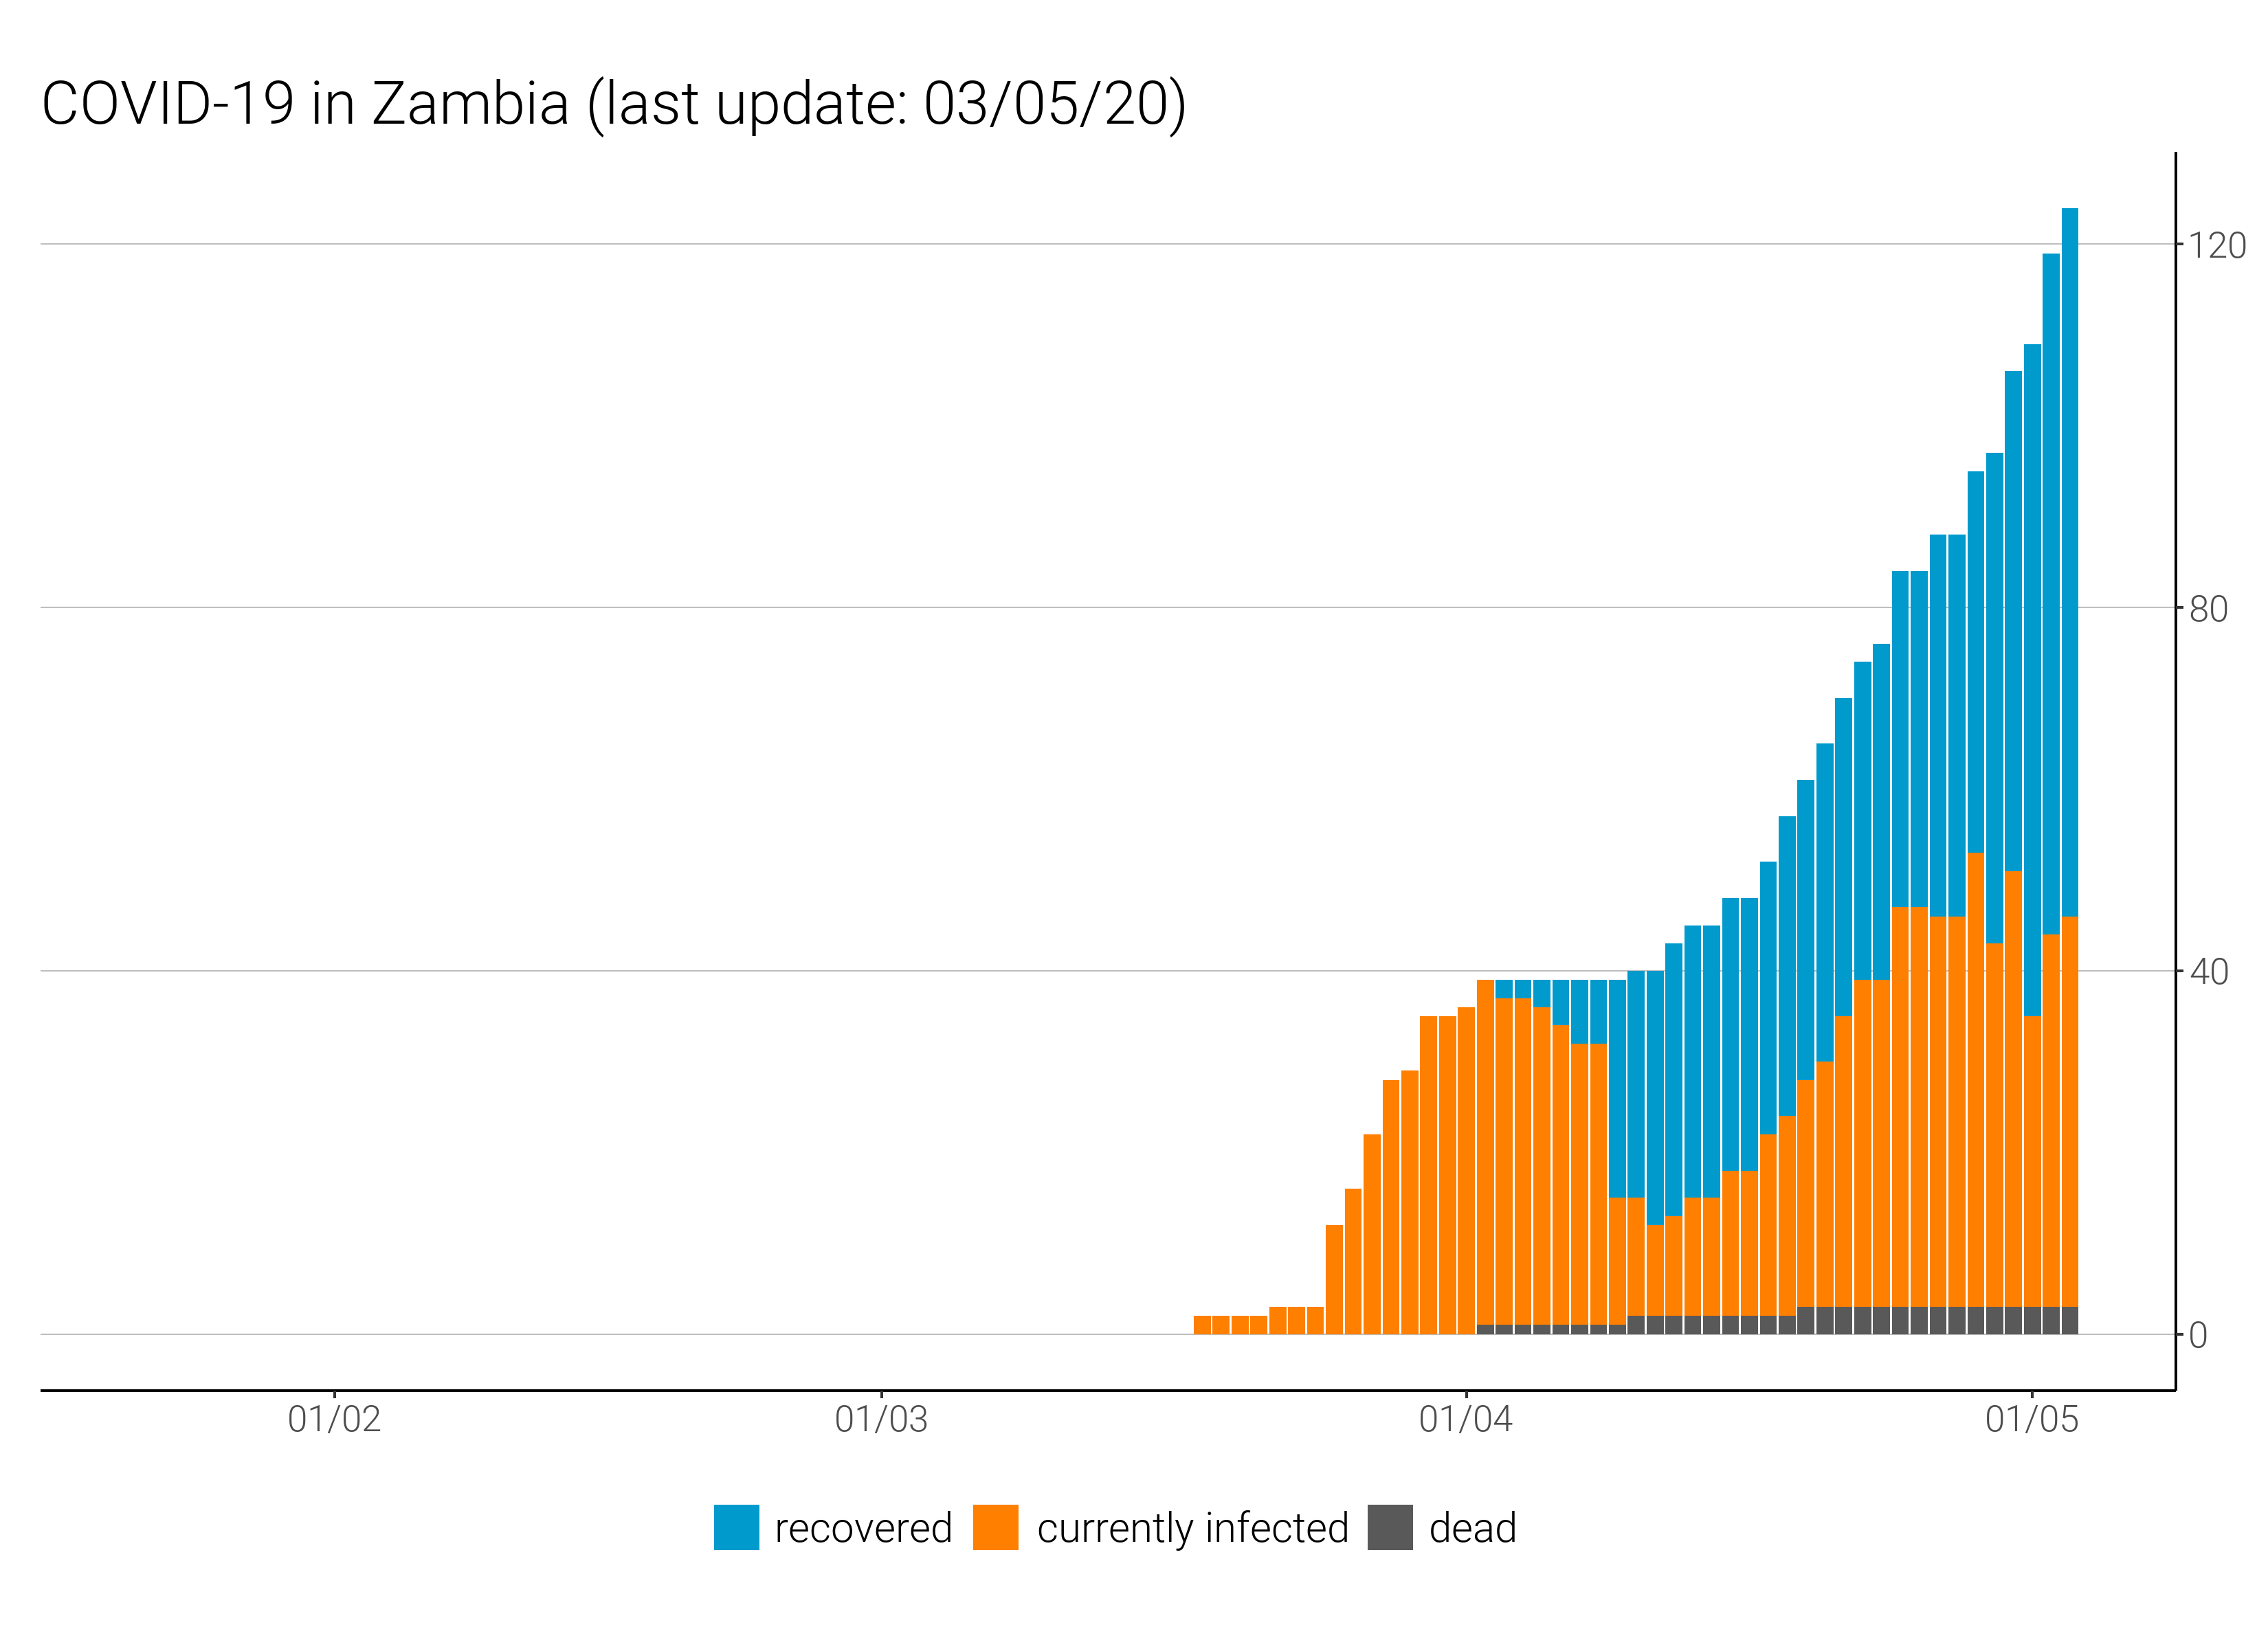 COVID-19 in Zambia (last update: 03/05/20)
120
80
40
0
01/02 01/03 01/04 01/05
recovered currently infected dead